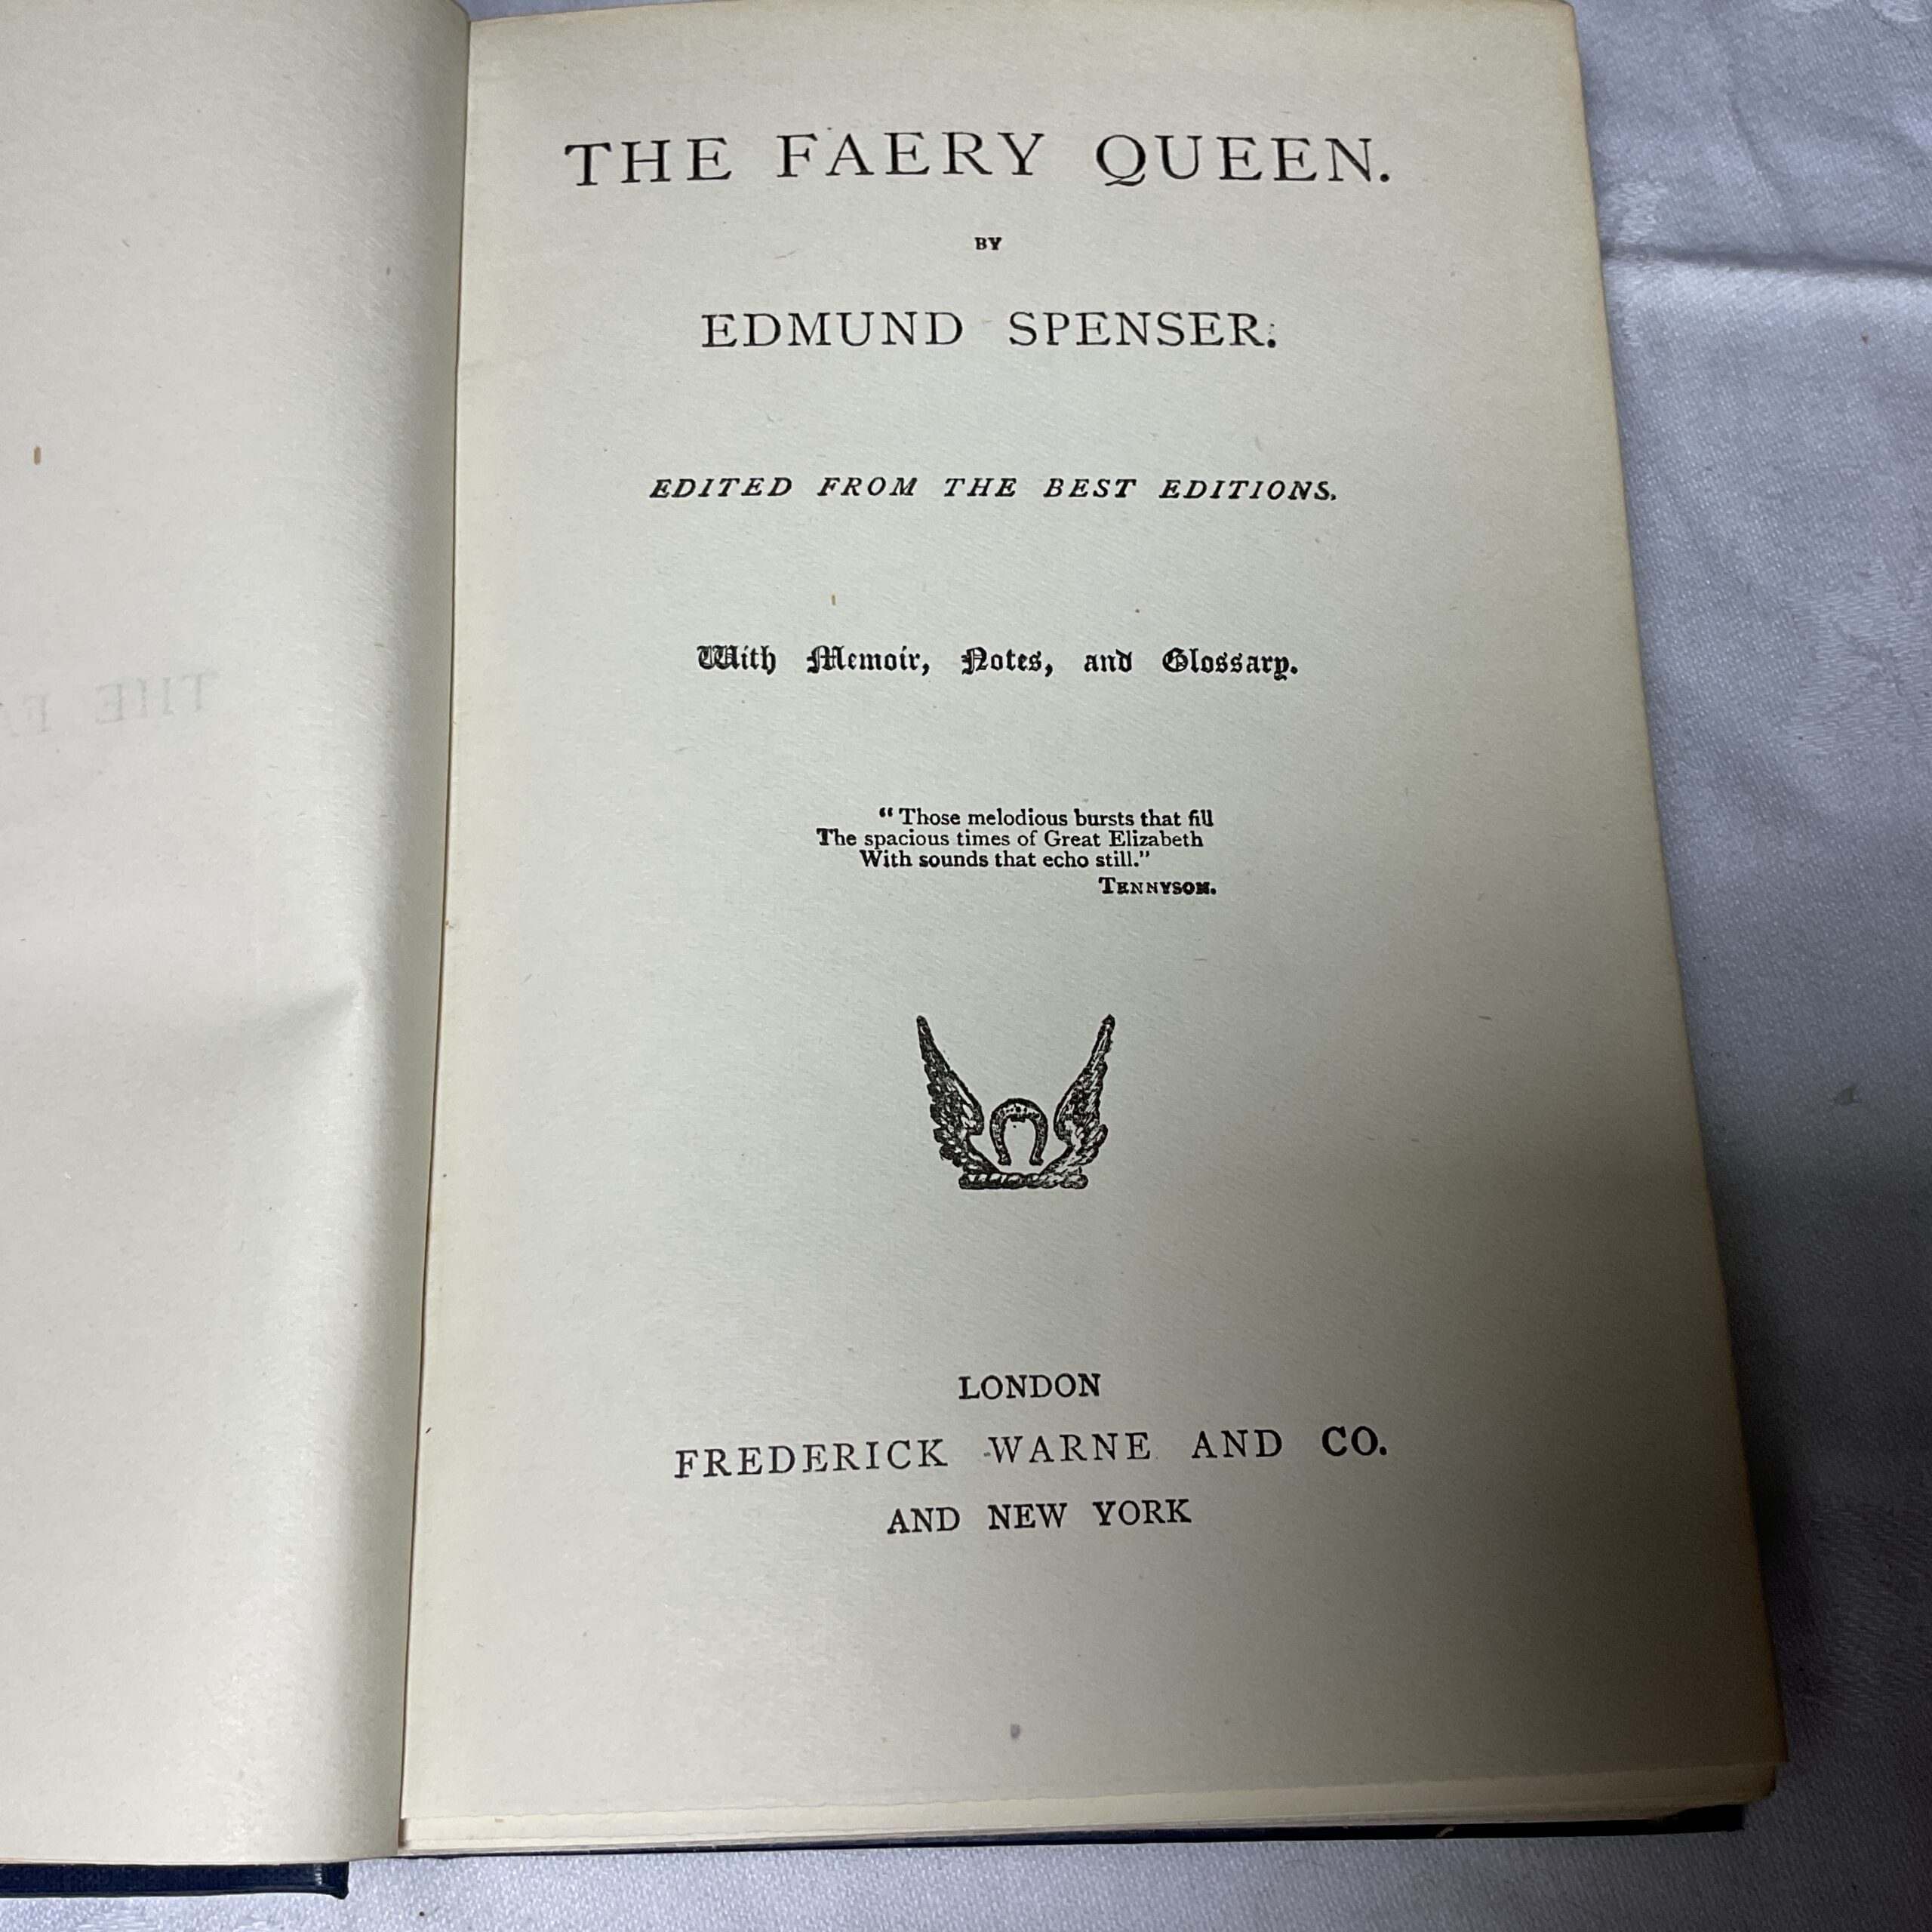 THE FAERY QUEEN.
BY
EDMUND SPENSER.
EDITED FROM THE BEST EDITIONS.
With Memoir, Notes, and Glossary.
“Those melodious bursts that fill
The spacious times of Great Elizabeth
With sounds that echo still.”
TENNYSON.
LONDON
FREDERICK WARNE AND CO.
AND NEW YORK